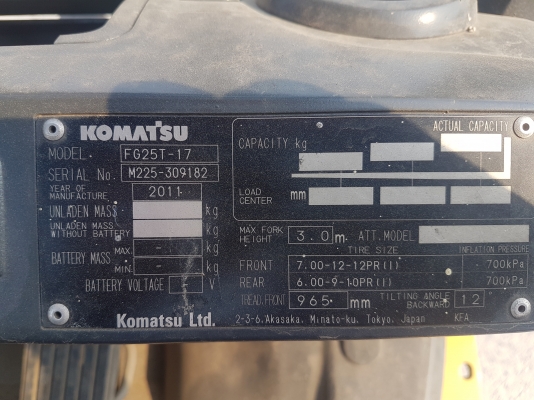 KOMATSU
MODEL FG25T-17
SERIAL No. M225-309182
YEAR OF MANUFACTURE 2011
UNLADEN MASS kg
UNLADEN MASS WITHOUT BATTERY kg
BATTERY MASS MAX. - kg
MIN. - kg
BATTERY VOLTAGE V
Komatsu Ltd.
ACTUAL CAPACITY
CAPACITY kg
LOAD CENTER mm
MAX FORK HEIGHT 3.0 m ATT. MODEL
TIRE SIZE INFLATION PRESSURE
FRONT 7.00-12-12PR(I) 700kPa
REAR 6.00-9-10PR(I) 700kPa
TREAD.FRONT 965 mm TILTING ANGLE BACKWARD 12
2-3-6, Akasaka, Minato-ku, Tokyo, Japan KFA